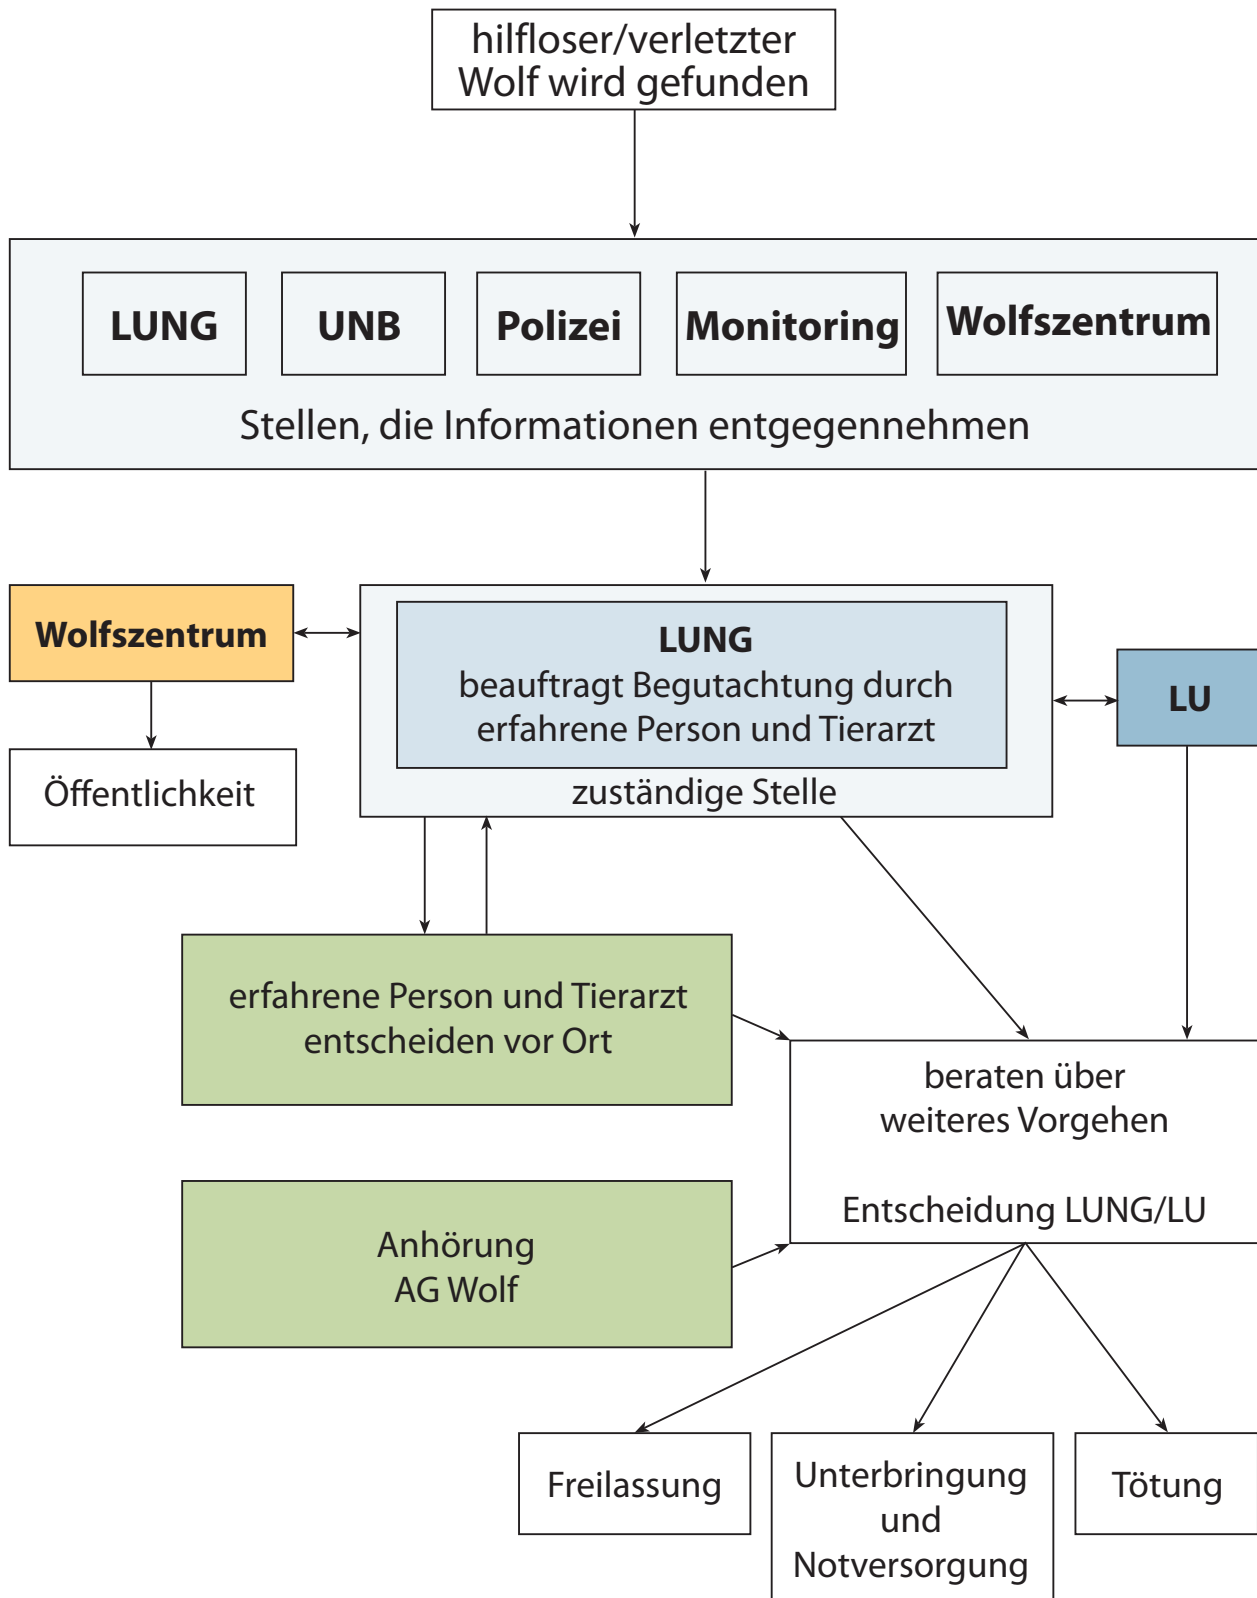 hilfloser/verletzter
Wolf wird gefunden
LUNG
UNB
Polizei
Monitoring
Wolfszentrum
Stellen, die Informationen entgegennehmen
Wolfszentrum
LUNG
beauftragt Begutachtung durch
erfahrene Person und Tierarzt
zuständige Stelle
LU
Öffentlichkeit
erfahrene Person und Tierarzt
entscheiden vor Ort
beraten über
weiteres Vorgehen
Entscheidung LUNG/LU
Anhörung
AG Wolf
Freilassung
Unterbringung
und
Notversorgung
Tötung